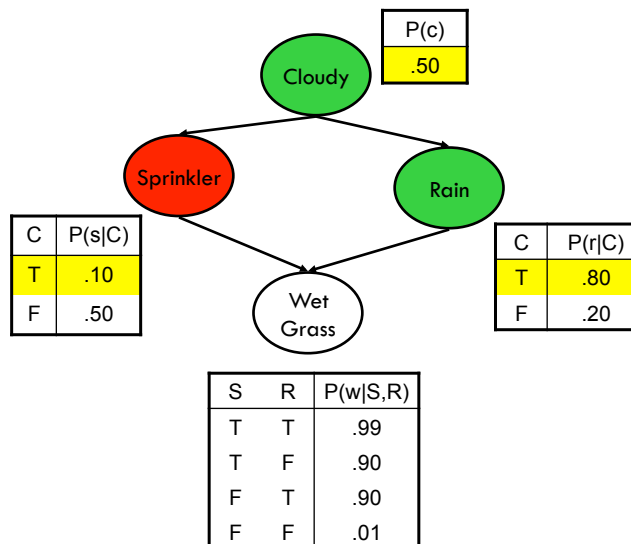 P(c)
.50
Cloudy
Sprinkler
Rain
C P(s|C)
T .10
F .50
C P(r|C)
T .80
F .20
Wet
Grass
S R P(w|S,R)
T T .99
T F .90
F T .90
F F .01